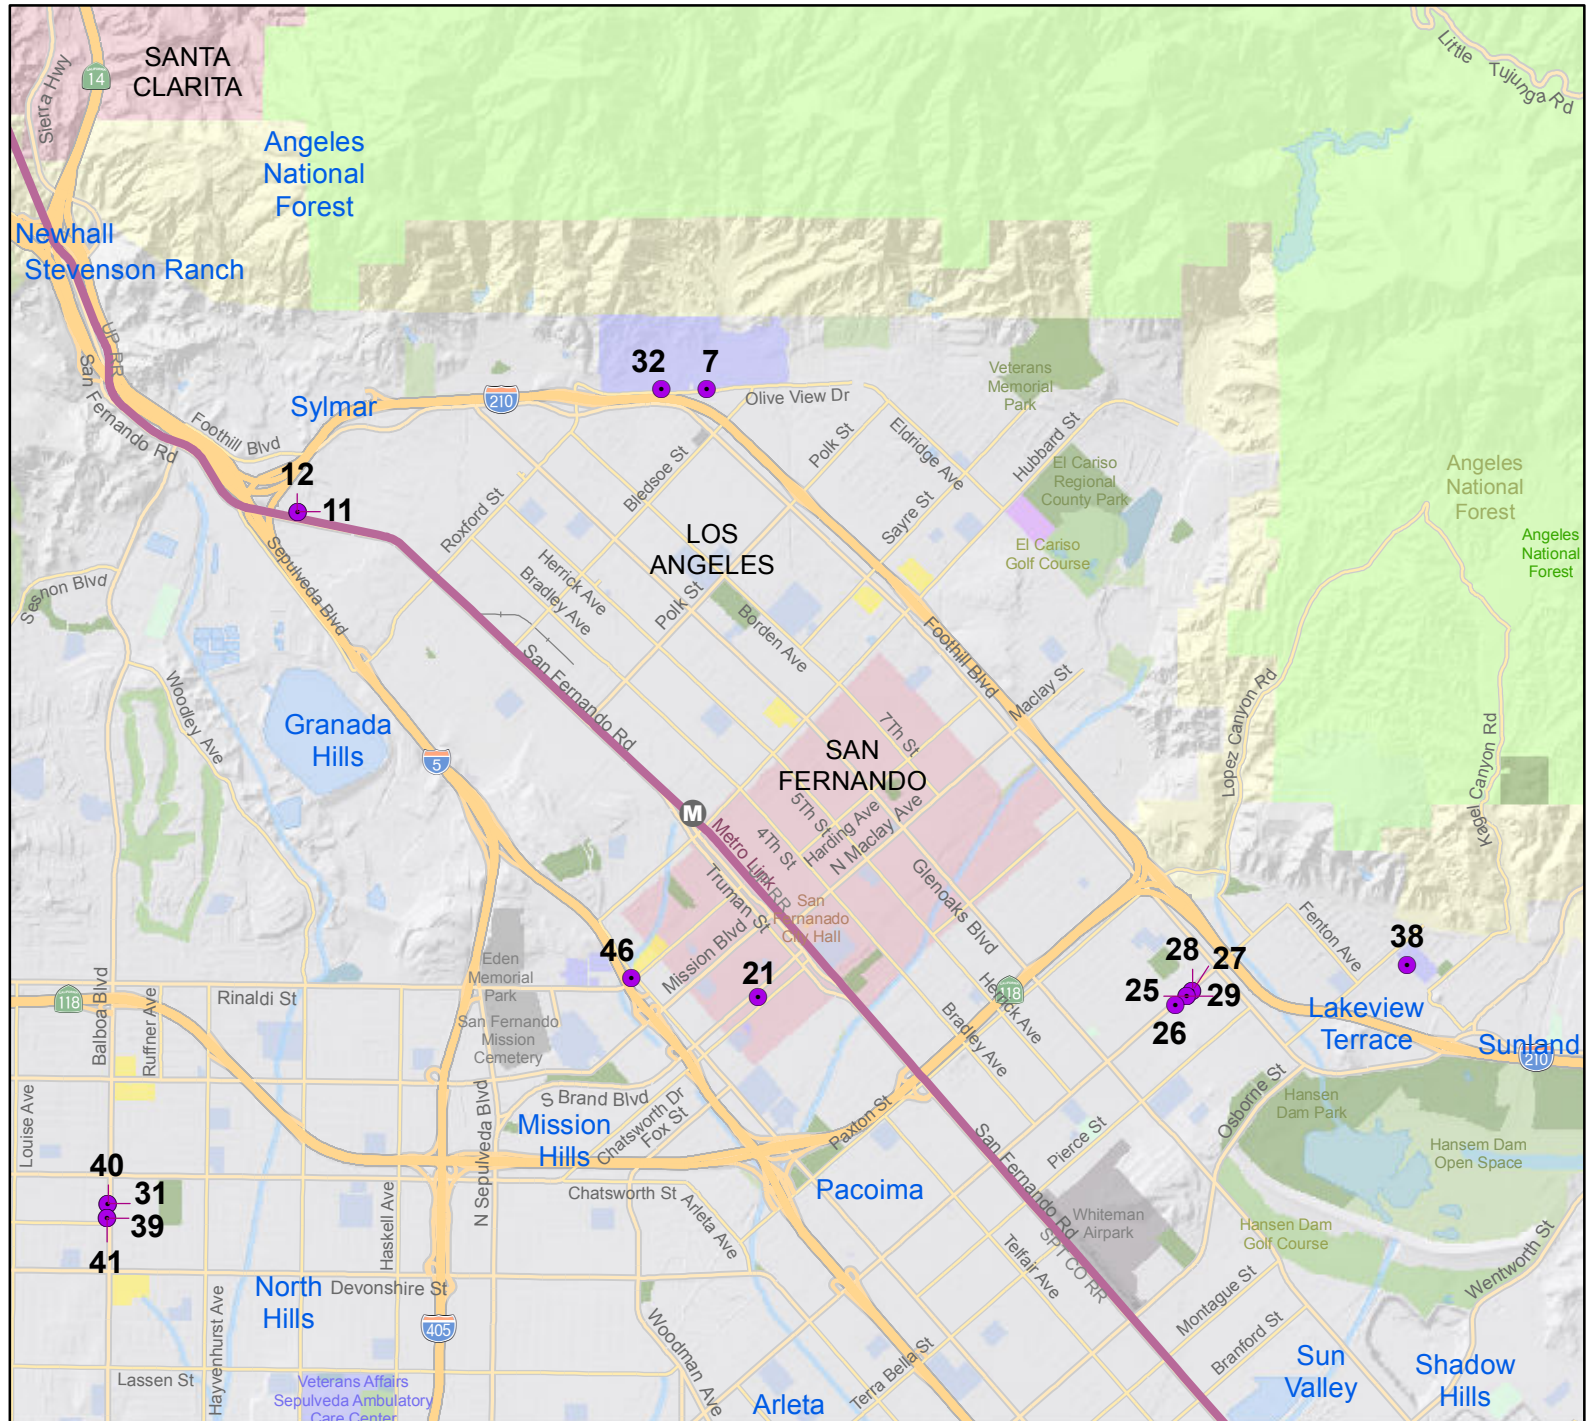 SANTA
CLARITA
14
Sierra Hwy
Little Tujunga Rd
Angeles
National
Forest
Newhall
Stevenson Ranch
UP RR
San Fernando Rd
32
7
Olive View Dr
210
Sylmar
Foothill Blvd
Veterans
Memorial
Park
Polk St
Eldridge Ave
Hubbard St
12
11
Bledsoe St
Roxford St
Sayre St
El Cariso
Regional
County Park
El Cariso
Golf Course
Angeles
National
Forest
Angeles
National
Forest
LOS
ANGELES
Sesnon Blvd
Sepulveda Blvd
Herrick Ave
Bradley Ave
Polk St
Borden Ave
Foothill Blvd
Maclay St
San Fernando Rd
Woodley Ave
Granada
Hills
5
7Th St
SAN
FERNANDO
Lopez Canyon Rd
Kagel Canyon Rd
M
Metro Link
UP RR
5Th St
4Th St
Harding Ave
N Maclay Ave
Truman St
Glenoaks Blvd
San
Fernanado
City Hall
Mission Blvd
46
21
Fenton Ave
38
28
27
25
29
26
Eden
Memorial
Park
118
Balboa Blvd
Ruffner Ave
Rinaldi St
San Fernando
Mission
Cemetery
118
Herrick Ave
Bradley Ave
Lakeview
Terrace
Sunland
210
Louise Ave
N Sepulveda Blvd
S Brand Blvd
Chatsworth Dr
Fox St
Mission
Hills
Paxton St
San Fernando Rd
Pierce St
Osborne St
Hansen
Dam Park
Hansem Dam
Open Space
40
31
39
41
Haskell Ave
Chatsworth St
Arleta Ave
Pacoima
Whiteman
Airpark
SPT CO RR
Telfair Ave
Hansen Dam
Golf Course
Wentworth St
North
Hills
Devonshire St
405
Hayvenhurst Ave
Woodman Ave
Montague St
Branford St
Terra Bella St
Lassen St
Veterans Affairs
Sepulveda Ambulatory
Care Center
Arleta
Sun
Valley
Shadow
Hills